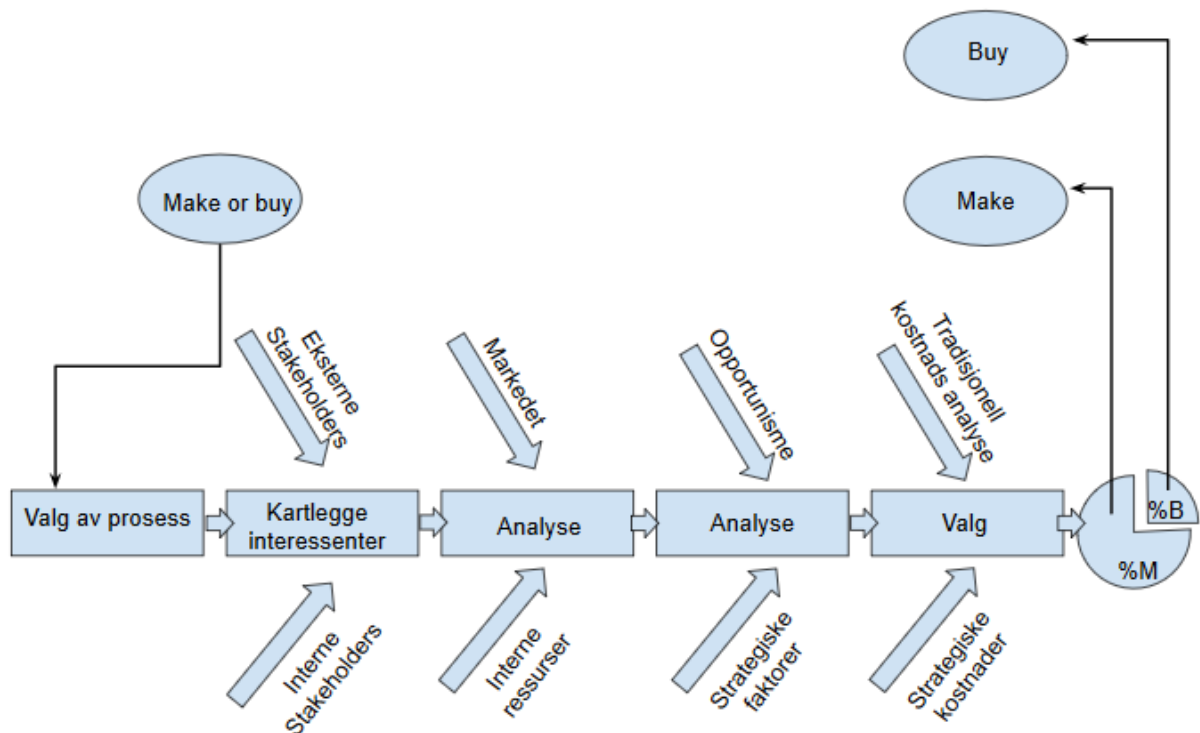 Buy
Make or buy
Make
Eksterne
Stakeholders
Markedet
Opportunisme
Tradisjonell
kostnads analyse
Valg av prosess
Kartlegge
interessenter
Analyse
Analyse
Valg
%B
%M
Interne
Stakeholders
Interne
ressurser
Strategiske
faktorer
Strategiske
kostnader